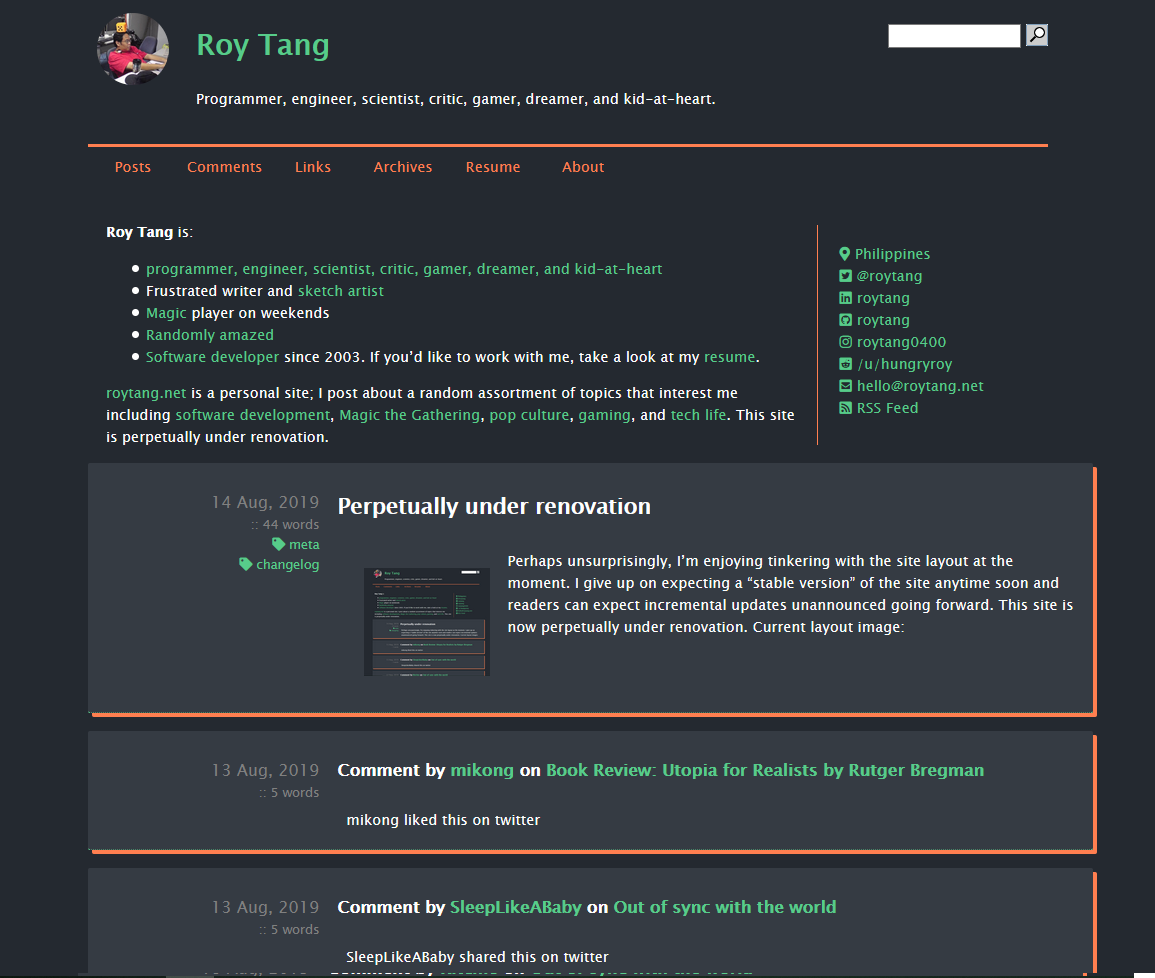 Roy Tang
Programmer, engineer, scientist, critic, gamer, dreamer, and kid-at-heart.
Posts Comments Links Archives Resume About
Roy Tang is:
programmer, engineer, scientist, critic, gamer, dreamer, and kid-at-heart
Frustrated writer and sketch artist
Magic player on weekends
Randomly amazed
Software developer since 2003. If you’d like to work with me, take a look at my resume.
roytang.net is a personal site; I post about a random assortment of topics that interest me
including software development, Magic the Gathering, pop culture, gaming, and tech life. This site
is perpetually under renovation.
Philippines
@roytang
roytang
roytang
roytang0400
/u/hungryroy
hello@roytang.net
RSS Feed
14 Aug, 2019
:: 44 words
meta
changelog
Perpetually under renovation
Perhaps unsurprisingly, I’m enjoying tinkering with the site layout at the
moment. I give up on expecting a “stable version” of the site anytime soon and
readers can expect incremental updates unannounced going forward. This site is
now perpetually under renovation. Current layout image:
13 Aug, 2019
:: 5 words
Comment by mikong on Book Review: Utopia for Realists by Rutger Bregman
mikong liked this on twitter
13 Aug, 2019
:: 5 words
Comment by SleepLikeABaby on Out of sync with the world
SleepLikeABaby shared this on twitter